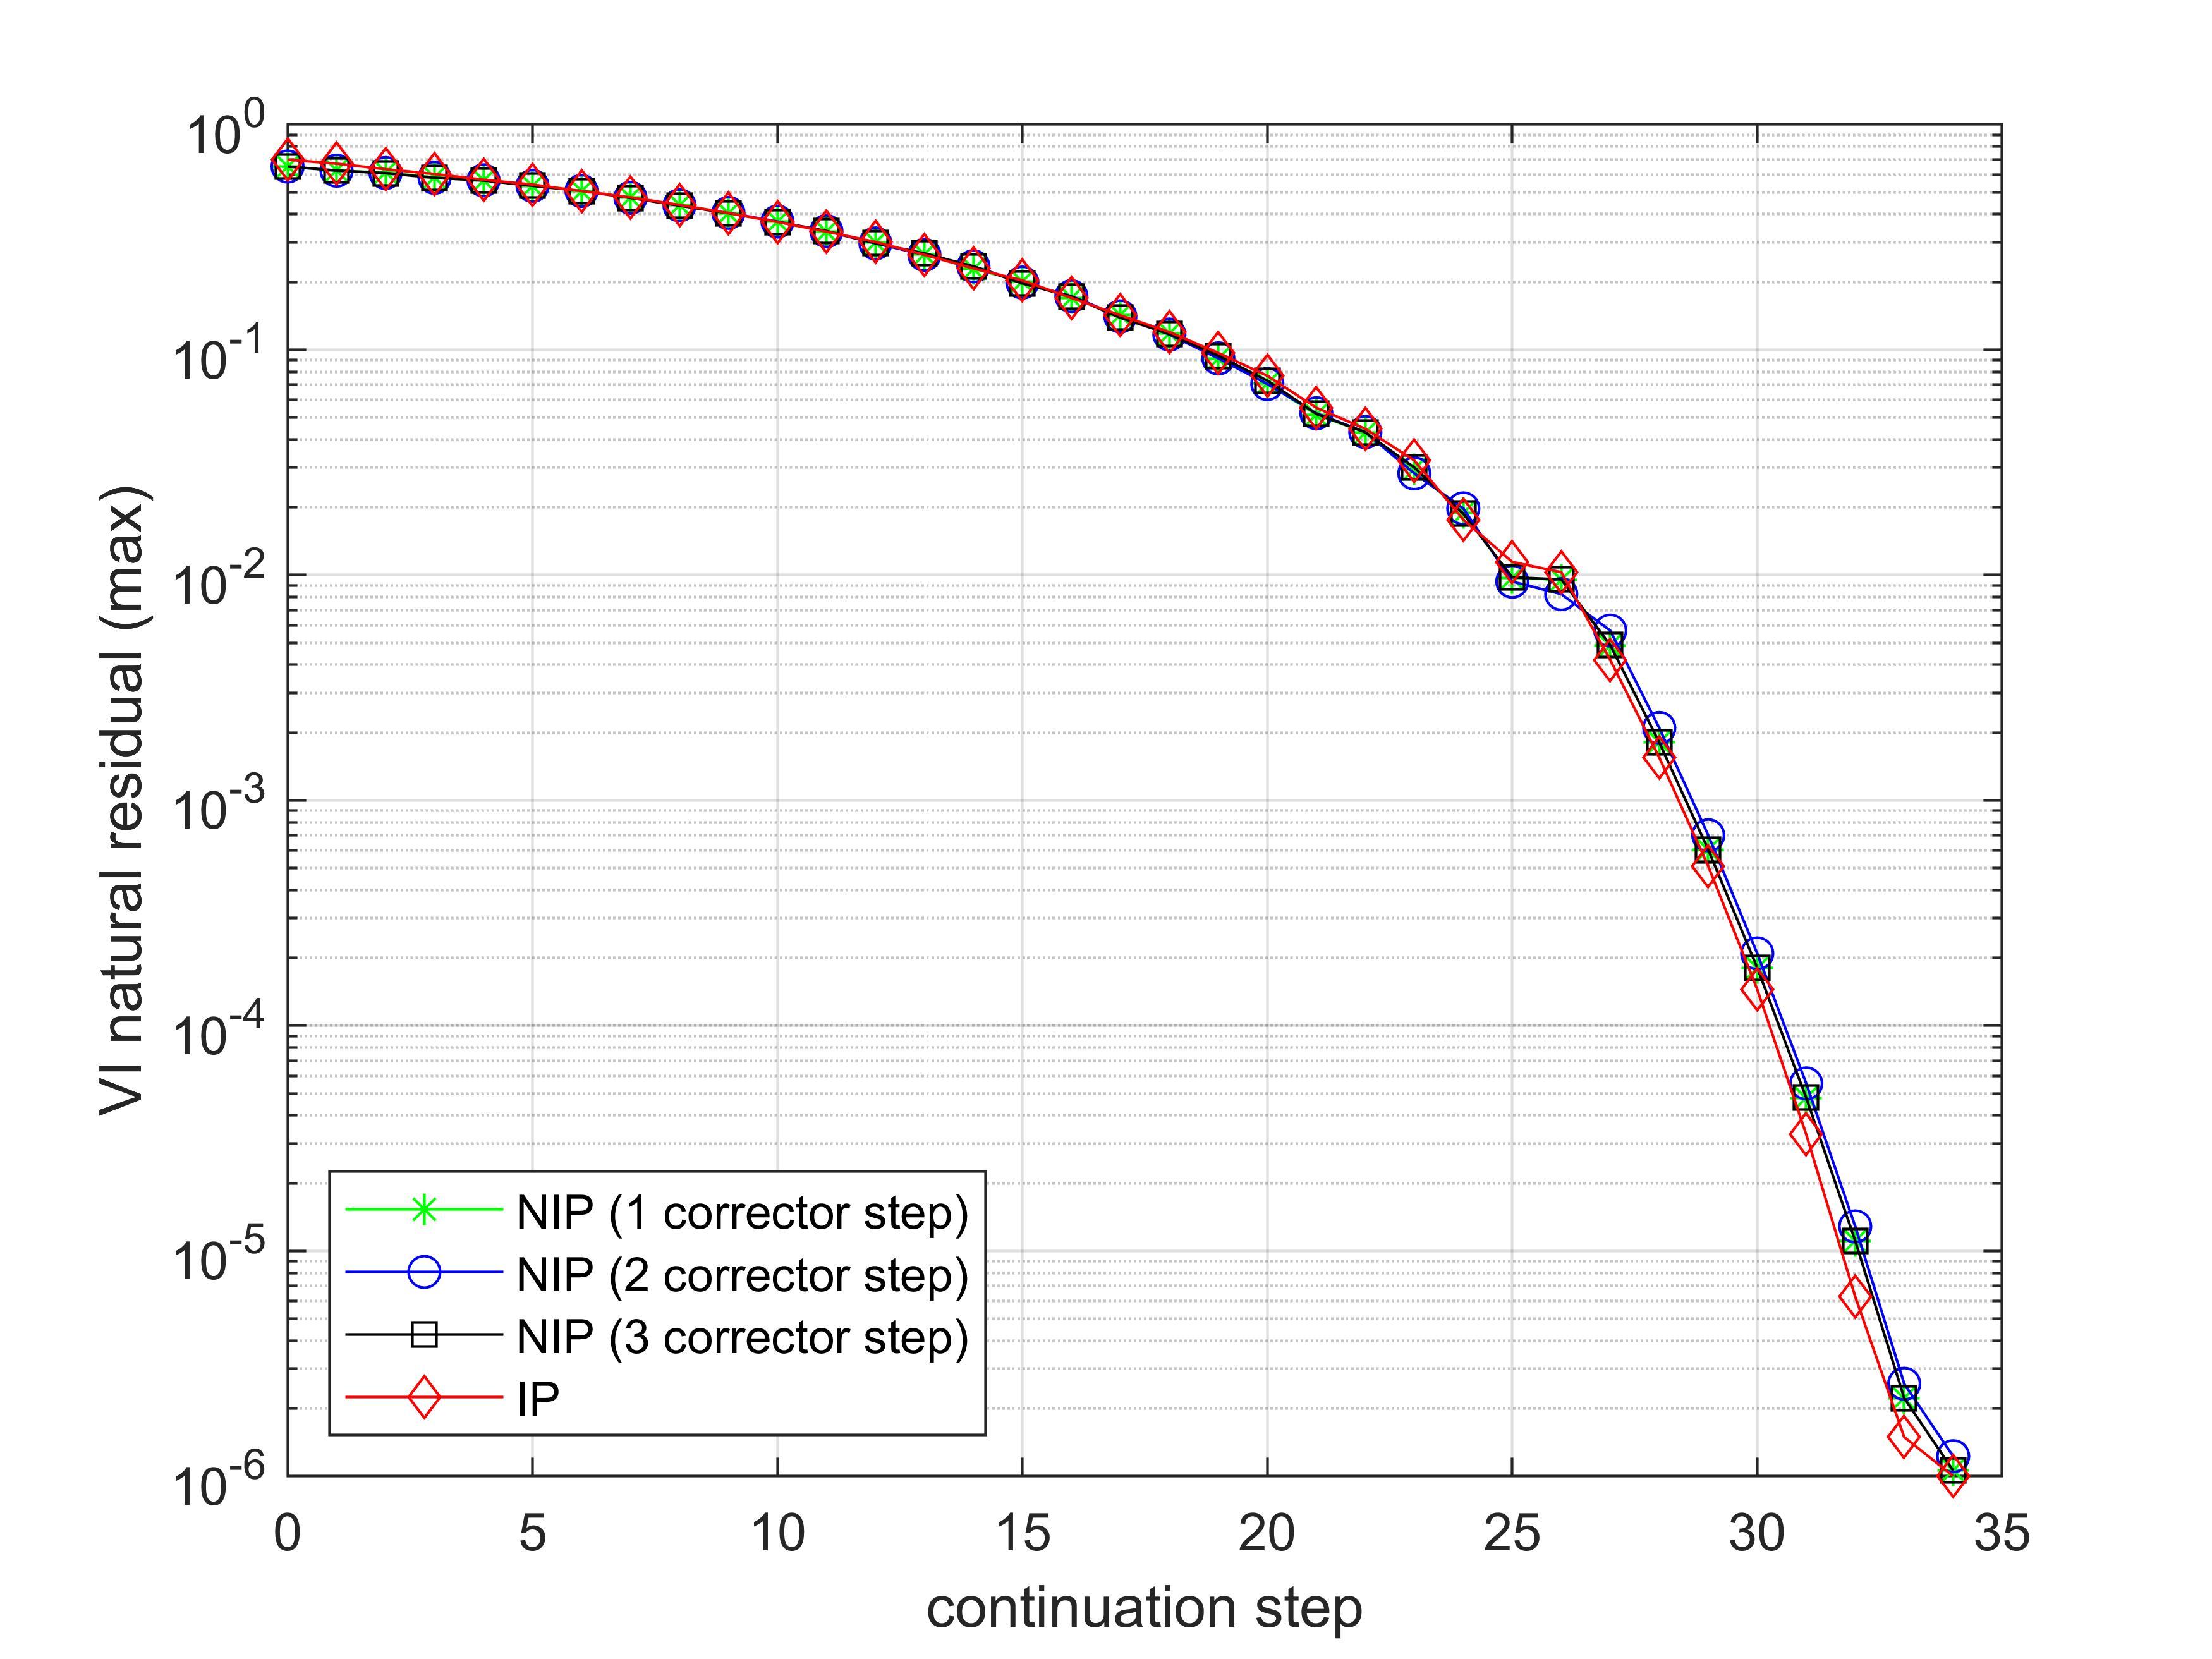 10^0
10^-1
10^-2
10^-3
10^-4
10^-5
10^-6
VI natural residual (max)
NIP (1 corrector step)
NIP (2 corrector step)
NIP (3 corrector step)
IP
0 5 10 15 20 25 30 35
continuation step